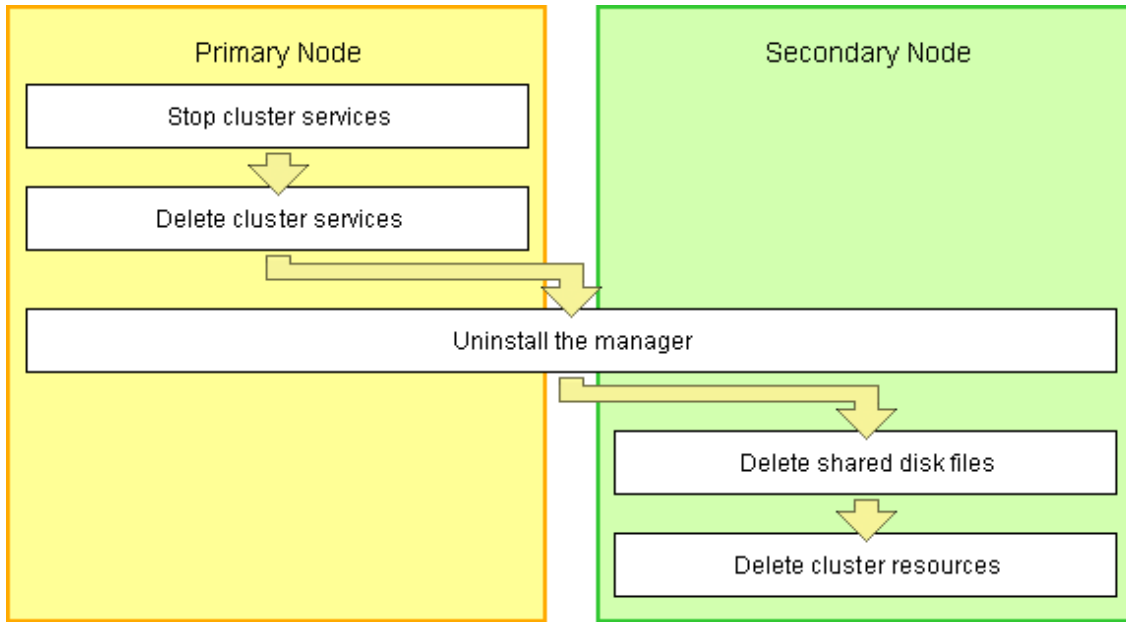 Primary Node
Secondary Node
Stop cluster services
Delete cluster services
Uninstall the manager
Delete shared disk files
Delete cluster resources